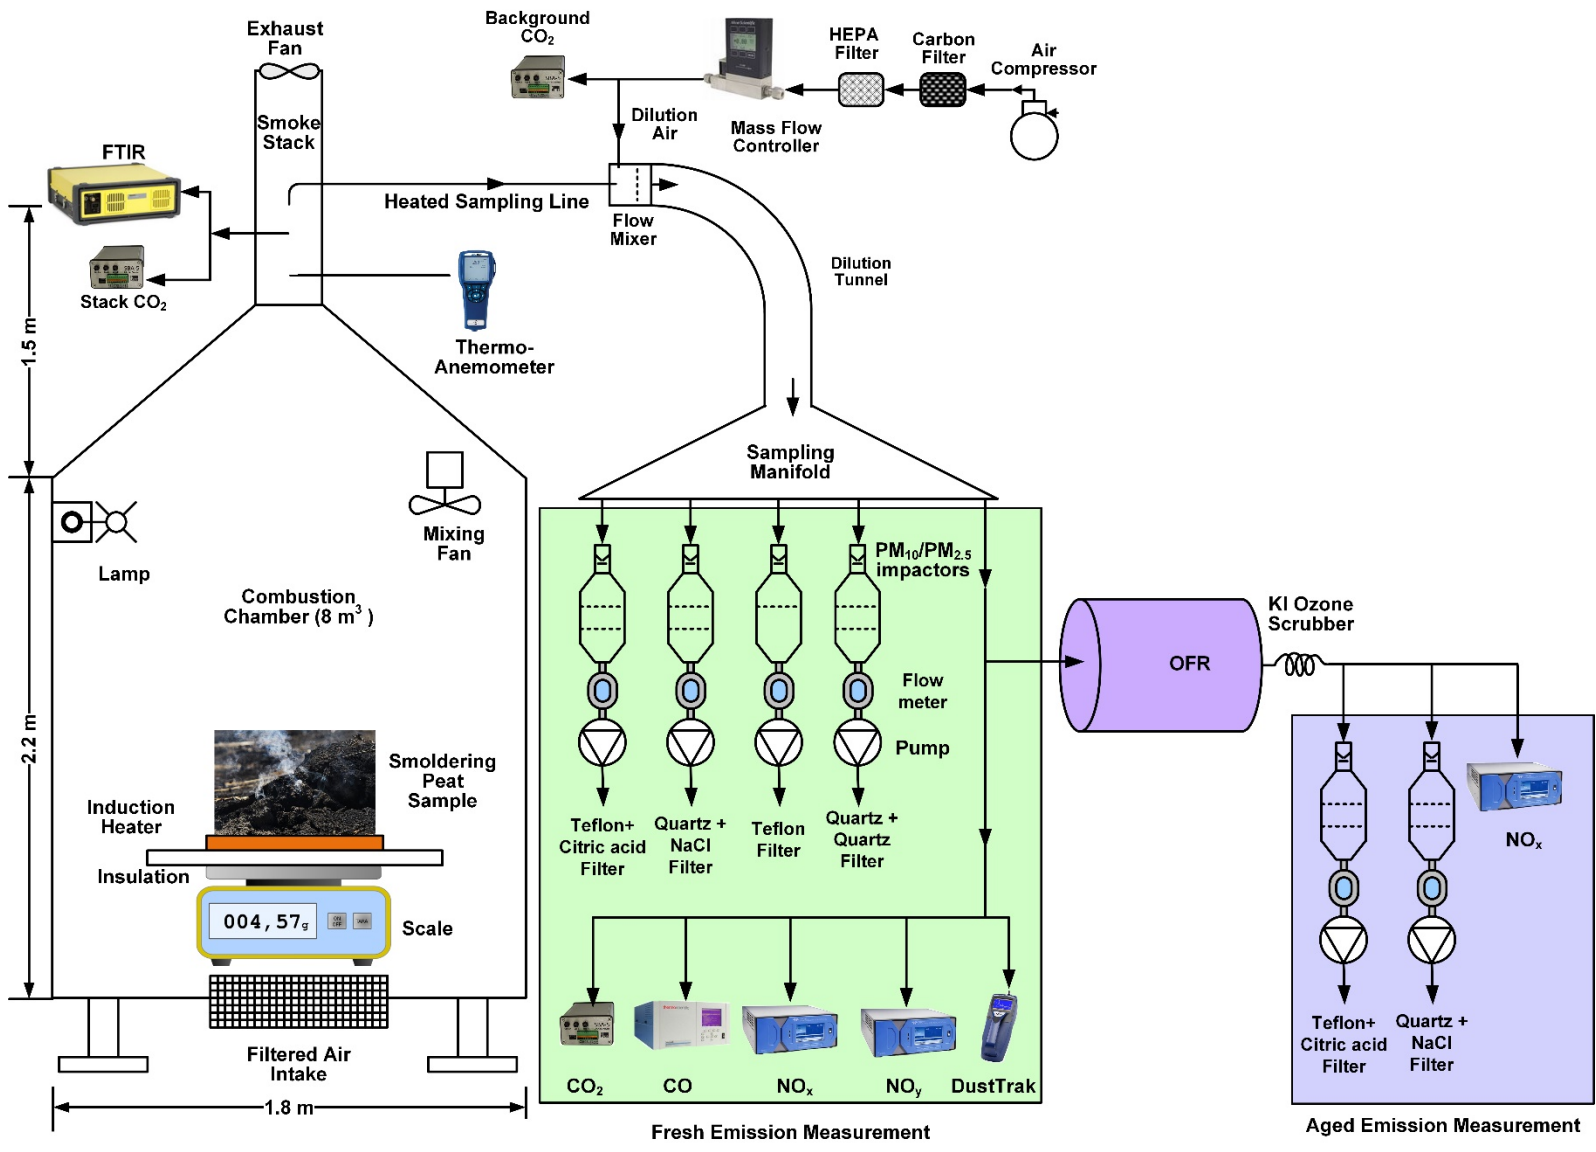 Exhaust
Fan
Smoke
Stack
FTIR
Stack CO₂
1.5 m
2.2 m
1.8 m
Background
CO₂
HEPA
Filter
Carbon
Filter
Air
Compressor
Mass Flow
Controller
Dilution
Air
Heated Sampling Line
Flow
Mixer
Dilution
Tunnel
Thermo-
Anemometer
Sampling
Manifold
Lamp
Mixing
Fan
Combustion
Chamber (8 m³ )
Smoldering
Peat
Sample
Induction
Heater
Insulation
004,57g
ON
OFF
Scale
Filtered Air
Intake
PM₁₀/PM₂.₅
impactors
Flow
meter
Pump
Teflon+
Citric acid
Filter
Quartz +
NaCl
Filter
Teflon
Filter
Quartz +
Quartz
Filter
CO₂
CO
NOₓ
NOᵧ
DustTrak
Fresh Emission Measurement
OFR
KI Ozone
Scrubber
NOₓ
Teflon+
Citric acid
Filter
Quartz +
NaCl
Filter
Aged Emission Measurement